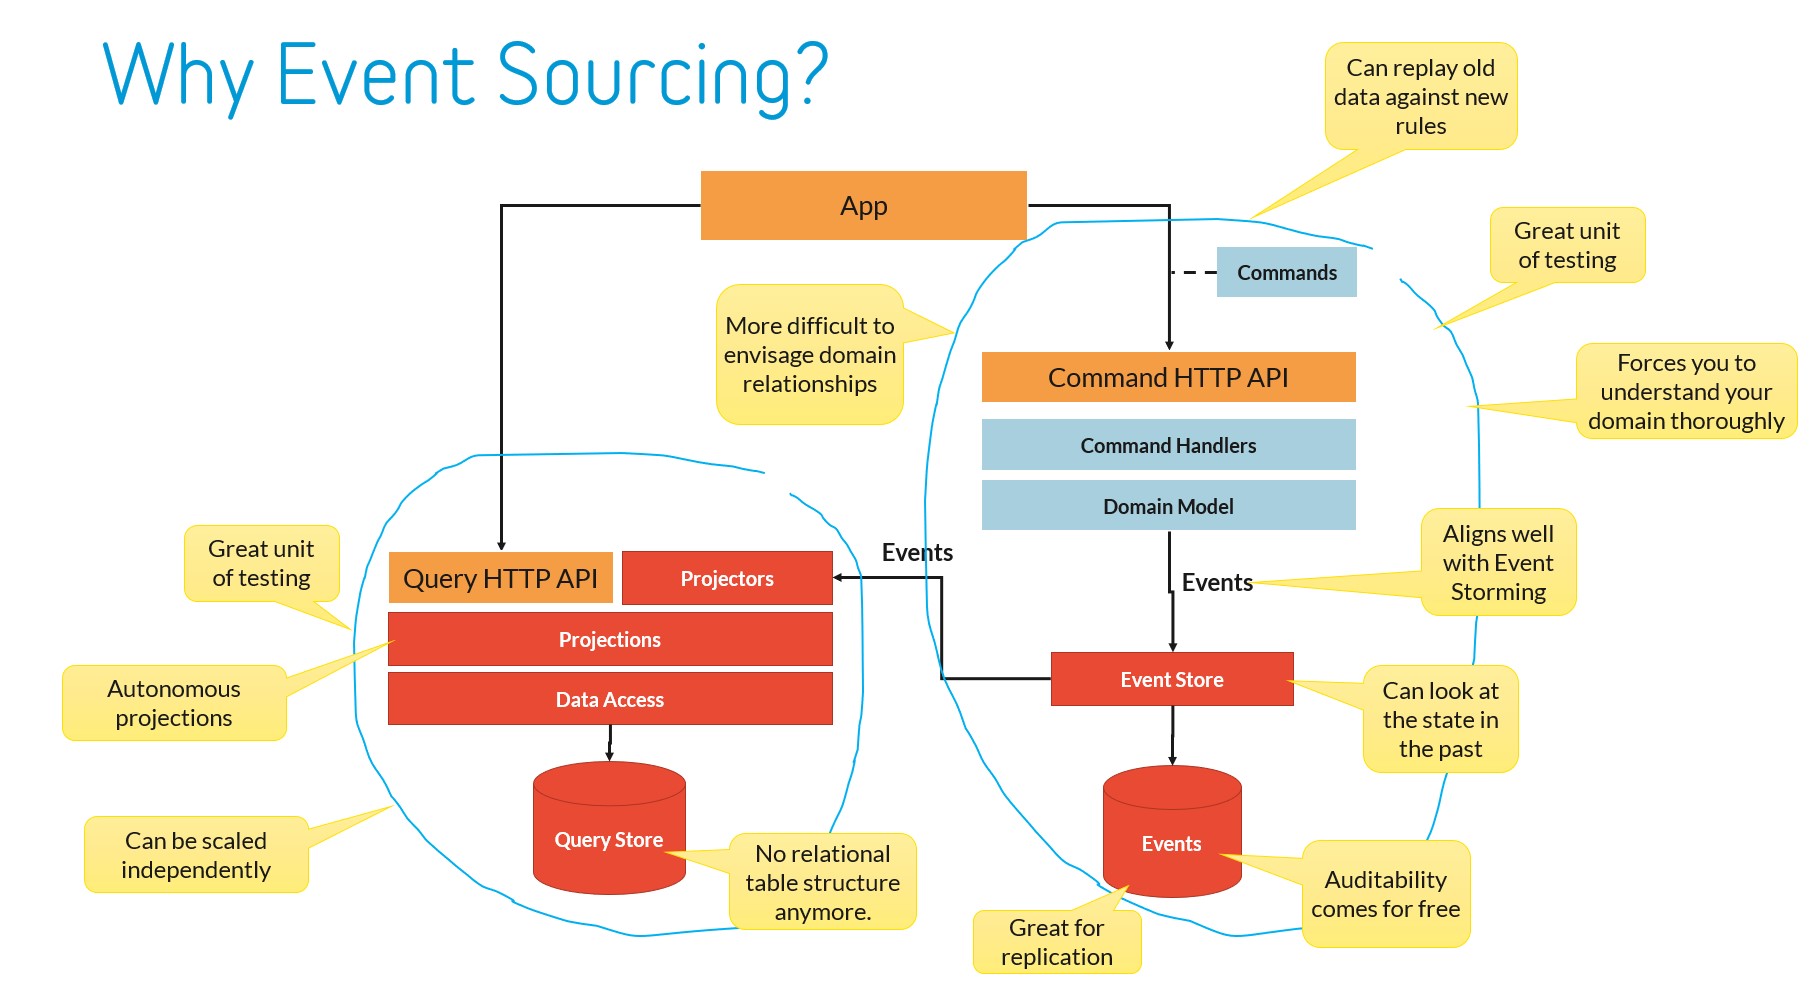 Why Event Sourcing?
Can replay old
data against new
rules
App
Great unit
of testing
Commands
More difficult to
envisage domain
relationships
Command HTTP API
Forces you to
understand your
domain thoroughly
Command Handlers
Domain Model
Great unit
of testing
Events
Aligns well
with Event
Storming
Query HTTP API
Projectors
Events
Projections
Autonomous
projections
Data Access
Event Store
Can look at
the state in
the past
Can be scaled
independently
Query Store
No relational
table structure
anymore.
Events
Auditability
comes for free
Great for
replication